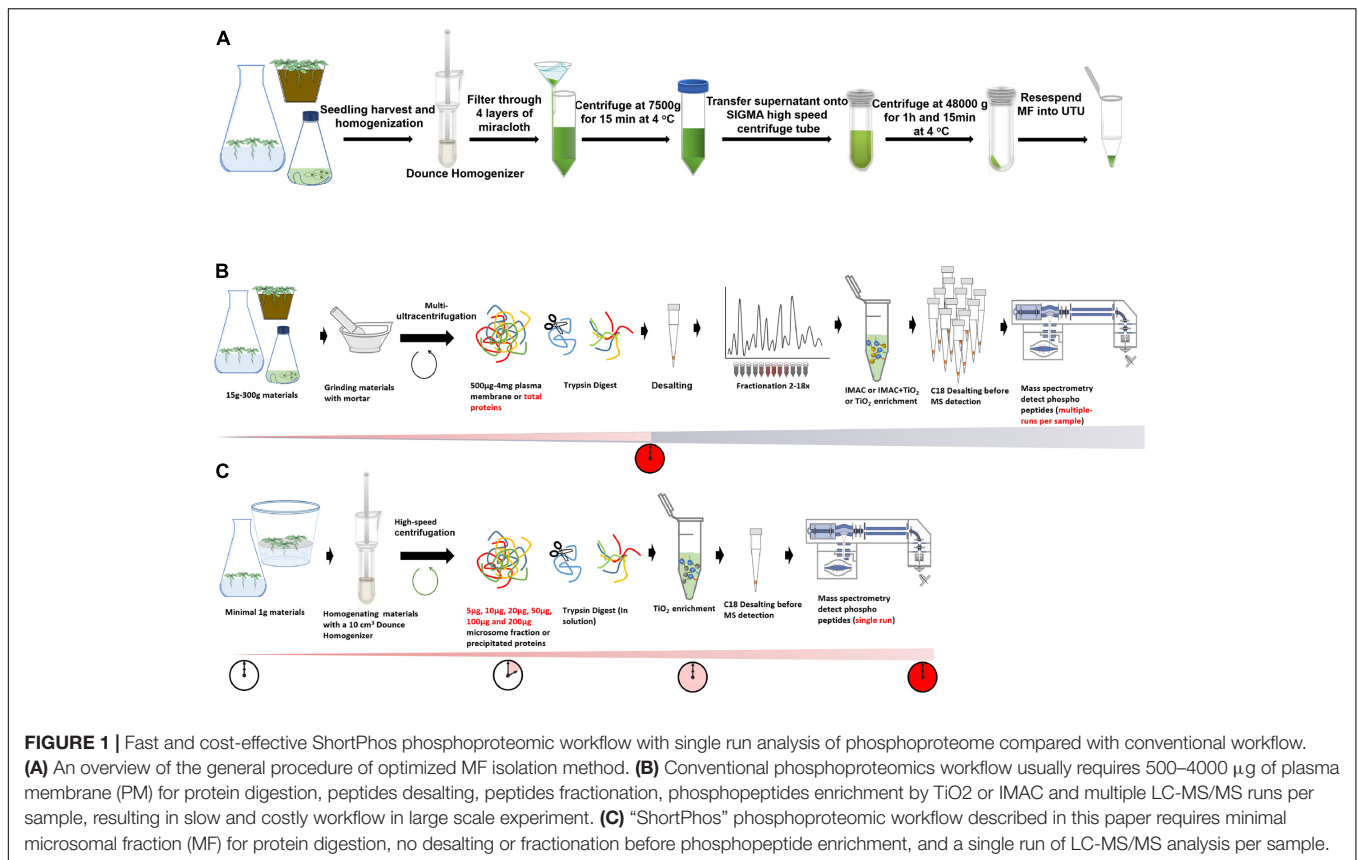 A
Seedling harvest and
homogenization
Dounce Homogenizer
Filter through
4 layers of
miracloth
Centrifuge at 7500g
for 15 min at 4 °C
Transfer supernatant onto
SIGMA high speed
centrifuge tube
Centrifuge at 48000 g
for 1h and 15min
at 4 °C
Resespend
MF into UTU
B
15g-300g materials
Grinding materials
with mortar
Multi-
ultracentrifugation
500µg-4mg plasma
membrane or total
proteins
Trypsin Digest
Desalting
Fractionation 2-18x
IMAC or IMAC+TiO2
or TiO2 enrichment
C18 Desalting before
MS detection
Mass spectrometry
detect phospho
peptides (multiple-
runs per sample)
C
Minimal 1g materials
Homogenating materials
with a 10 cm³ Dounce
Homogenizer
High-speed
centrifugation
5µg, 10µg, 20µg, 50µg,
100µg and 200µg
microsome fraction or
precipitated proteins
Trypsin Digest (In
solution)
TiO2 enrichment
C18 Desalting before
MS detection
Mass spectrometry
detect phospho
peptides (single run)
FIGURE 1 | Fast and cost-effective ShortPhos phosphoproteomic workflow with single run analysis of phosphoproteome compared with conventional workflow.
(A) An overview of the general procedure of optimized MF isolation method. (B) Conventional phosphoproteomics workflow usually requires 500–4000 µg of plasma
membrane (PM) for protein digestion, peptides desalting, peptides fractionation, phosphopeptides enrichment by TiO2 or IMAC and multiple LC-MS/MS runs per
sample, resulting in slow and costly workflow in large scale experiment. (C) “ShortPhos” phosphoproteomic workflow described in this paper requires minimal
microsomal fraction (MF) for protein digestion, no desalting or fractionation before phosphopeptide enrichment, and a single run of LC-MS/MS analysis per sample.